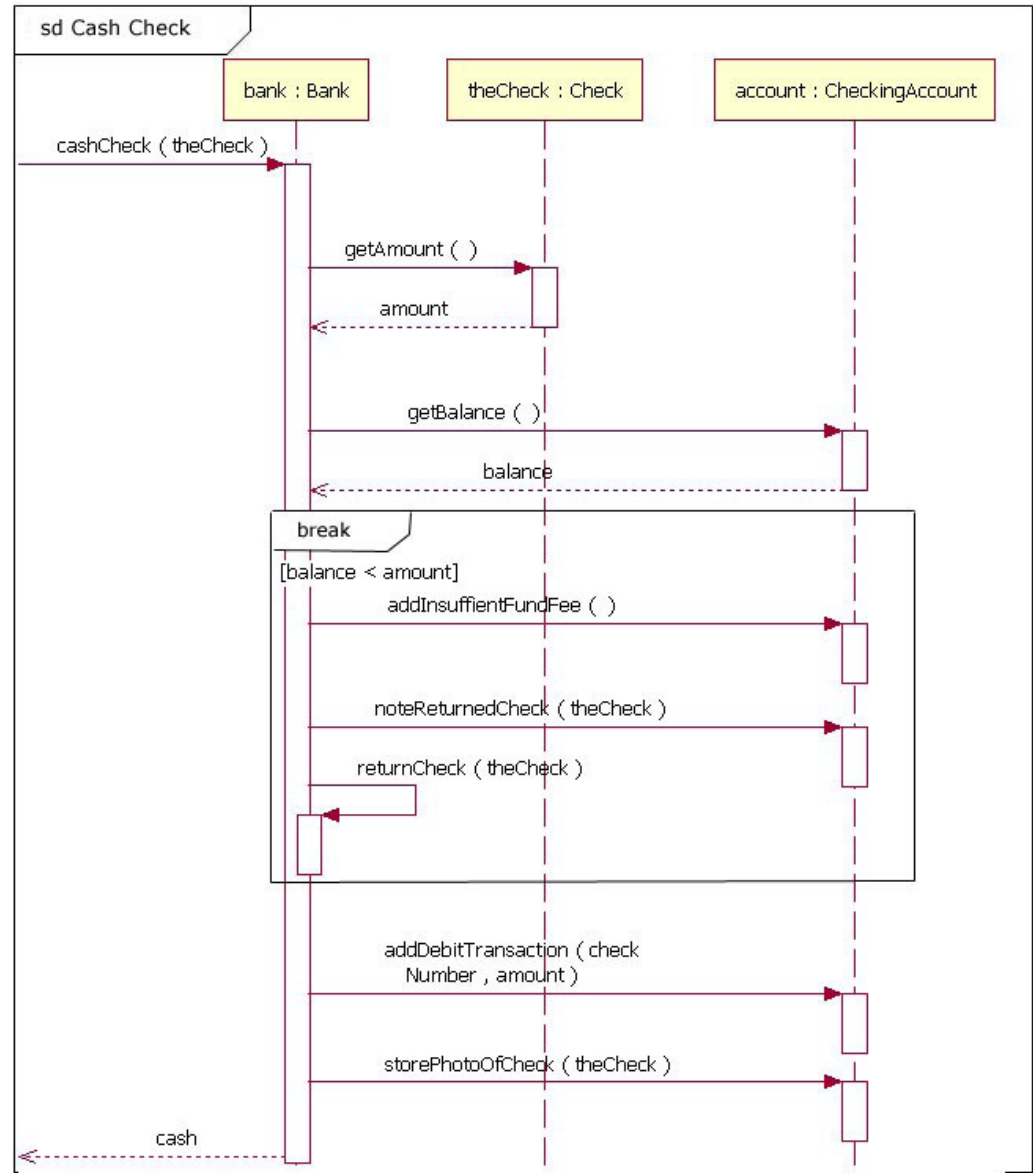 sd Cash Check
bank : Bank
theCheck : Check
account : CheckingAccount
cashCheck ( theCheck )
getAmount ( )
amount
getBalance ( )
balance
break
[balance < amount]
addInsuffientFundFee ( )
noteReturnedCheck ( theCheck )
returnCheck ( theCheck )
addDebitTransaction ( check
Number , amount )
storePhotoOfCheck ( theCheck )
cash